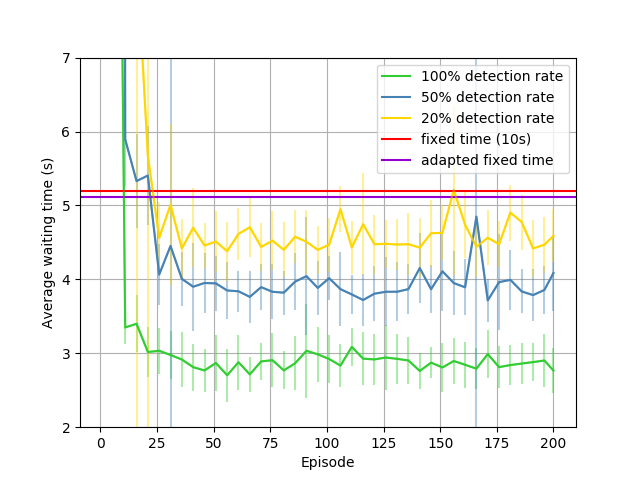 7
6
5
4
3
2
Average waiting time (s)
100% detection rate
50% detection rate
20% detection rate
fixed time (10s)
adapted fixed time
0 25 50 75 100 125 150 175 200
Episode